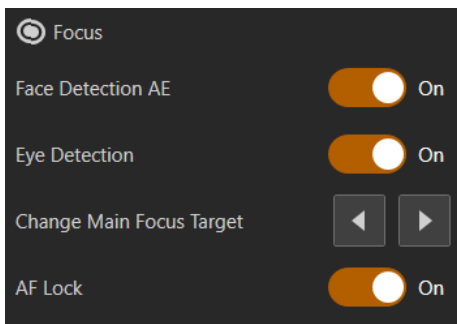 Focus
Face Detection AE On
Eye Detection On
Change Main Focus Target
AF Lock On